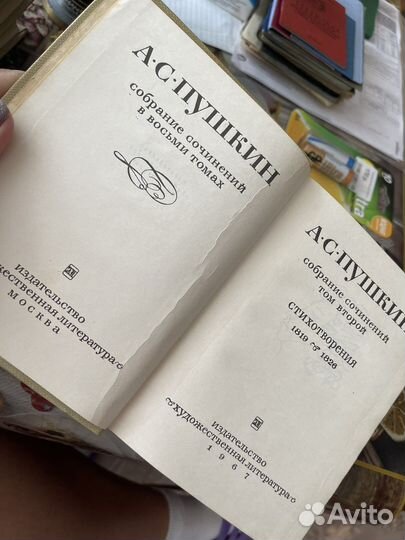 А·С·ПУШКИН
собрание сочинений
в восьми томах
издательство
жественная литература
МОСКВА
А·С·ПУШКИН
собрание сочинений
том второй
стихотворения
1819 1826
издательство
художественная литература
1967
Avito